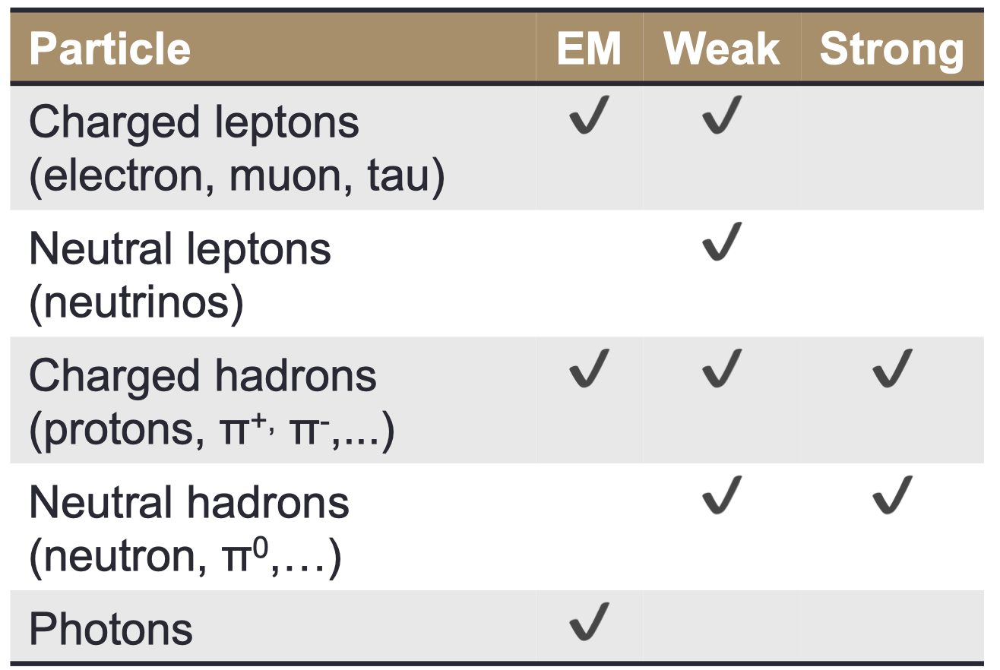 Particle EM Weak Strong
Charged leptons ✔ ✔
(electron, muon, tau)
Neutral leptons ✔
(neutrinos)
Charged hadrons ✔ ✔ ✔
(protons, π⁺, π⁻,...)
Neutral hadrons ✔ ✔
(neutron, π⁰,…)
Photons ✔